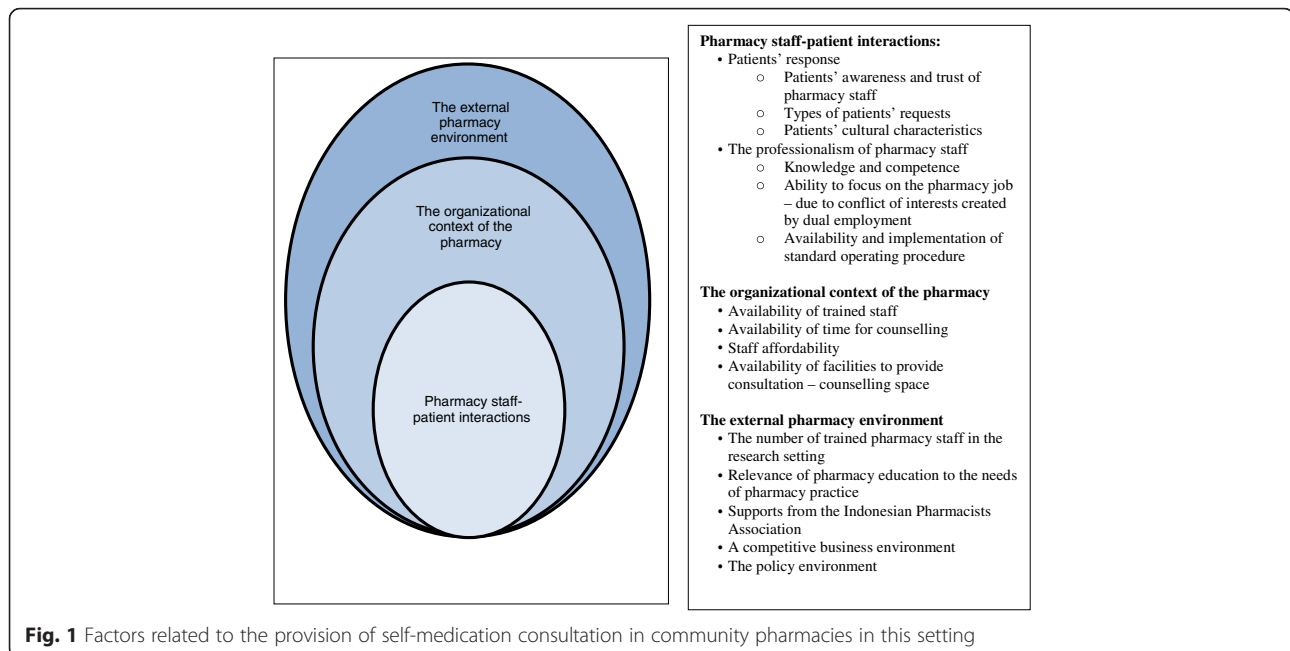 The external
pharmacy
environment
The organizational
context of the
pharmacy
Pharmacy staff-
patient interactions
Pharmacy staff-patient interactions:
• Patients’ response
○ Patients’ awareness and trust of
pharmacy staff
○ Types of patients’ requests
○ Patients’ cultural characteristics
• The professionalism of pharmacy staff
○ Knowledge and competence
○ Ability to focus on the pharmacy job
– due to conflict of interests created
by dual employment
○ Availability and implementation of
standard operating procedure
The organizational context of the pharmacy
• Availability of trained staff
• Availability of time for counselling
• Staff affordability
• Availability of facilities to provide
consultation – counselling space
The external pharmacy environment
• The number of trained pharmacy staff in the
research setting
• Relevance of pharmacy education to the needs
of pharmacy practice
• Supports from the Indonesian Pharmacists
Association
• A competitive business environment
• The policy environment
Fig. 1 Factors related to the provision of self-medication consultation in community pharmacies in this setting